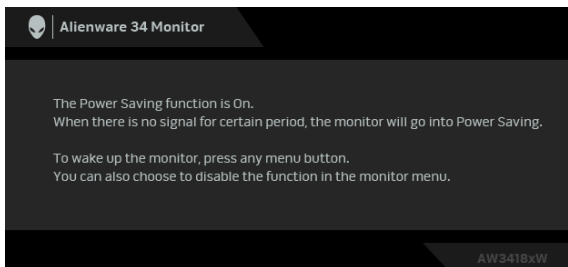 Alienware 34 Monitor
The Power Saving function is On.
When there is no signal for certain period, the monitor will go into Power Saving.
To wake up the monitor, press any menu button.
You can also choose to disable the function in the monitor menu.
AW3418xW